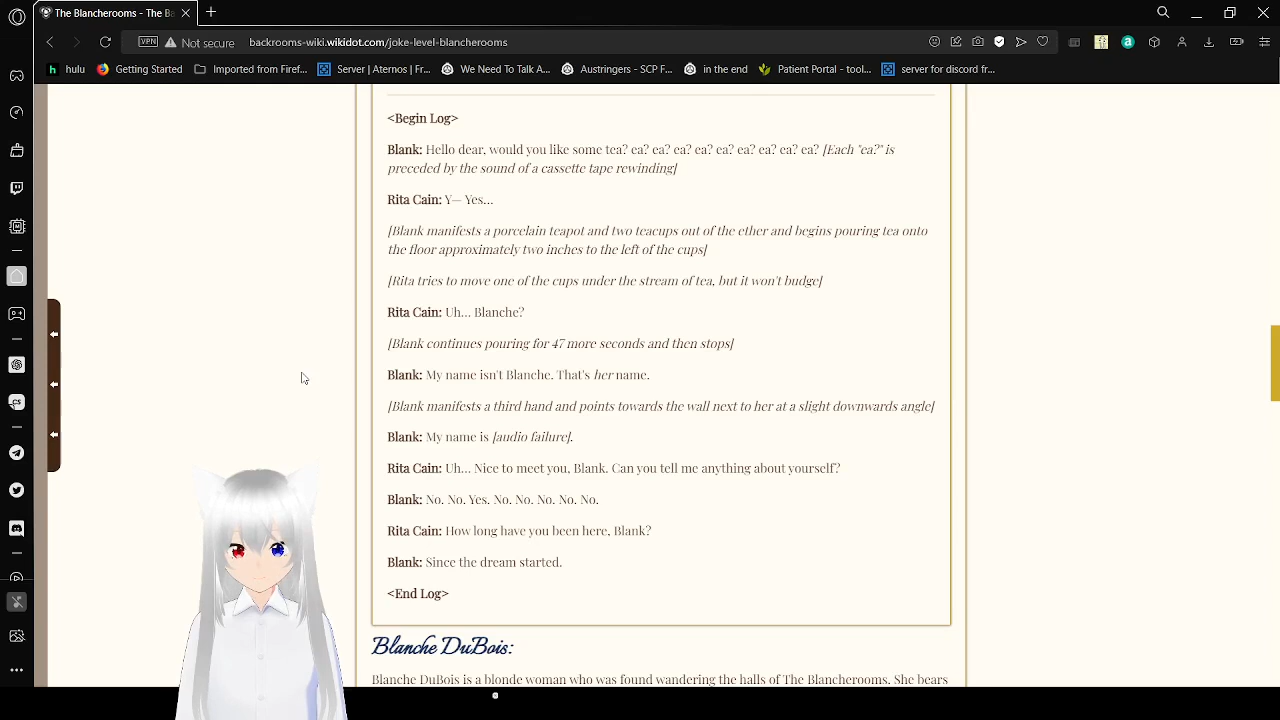 The Blancherooms - The Ba
VPN
Not secure
backrooms-wiki.wikidot.com/joke-level-blancherooms
hulu
Getting Started
Imported from Firef...
Server | Aternos | Fr...
We Need To Talk A...
Austringers - SCP F...
in the end
Patient Portal - tool...
server for discord fr...
<Begin Log>
Blank: Hello dear, would you like some tea? ea? ea? ea? ea? ea? ea? ea? ea? ea? [Each "ea?" is
preceded by the sound of a cassette tape rewinding]
Rita Cain: Y— Yes...
[Blank manifests a porcelain teapot and two teacups out of the ether and begins pouring tea onto
the floor approximately two inches to the left of the cups]
[Rita tries to move one of the cups under the stream of tea, but it won't budge]
Rita Cain: Uh... Blanche?
[Blank continues pouring for 47 more seconds and then stops]
Blank: My name isn't Blanche. That's her name.
[Blank manifests a third hand and points towards the wall next to her at a slight downwards angle]
Blank: My name is [audio failure].
Rita Cain: Uh... Nice to meet you, Blank. Can you tell me anything about yourself?
Blank: No. No. Yes. No. No. No. No. No.
Rita Cain: How long have you been here, Blank?
Blank: Since the dream started.
<End Log>
Blanche DuBois:
Blanche DuBois is a blonde woman who was found wandering the halls of The Blancherooms. She bears